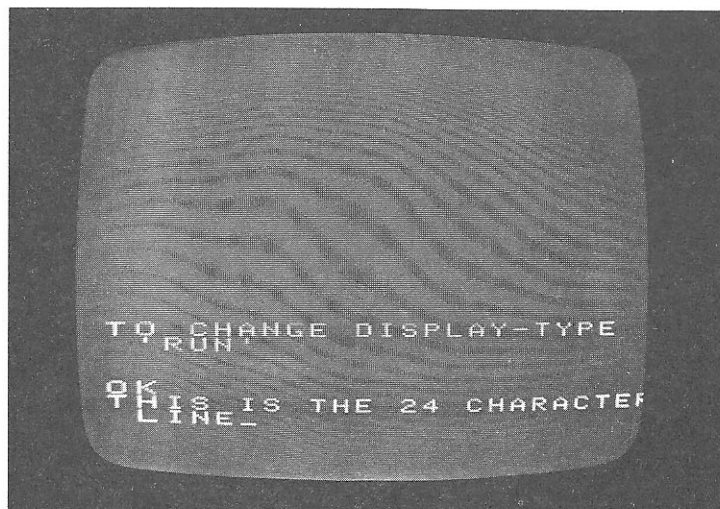 TO CHANGE DISPLAY-TYPE
'RUN'
OK
THIS IS THE 24 CHARACTER
LINE_